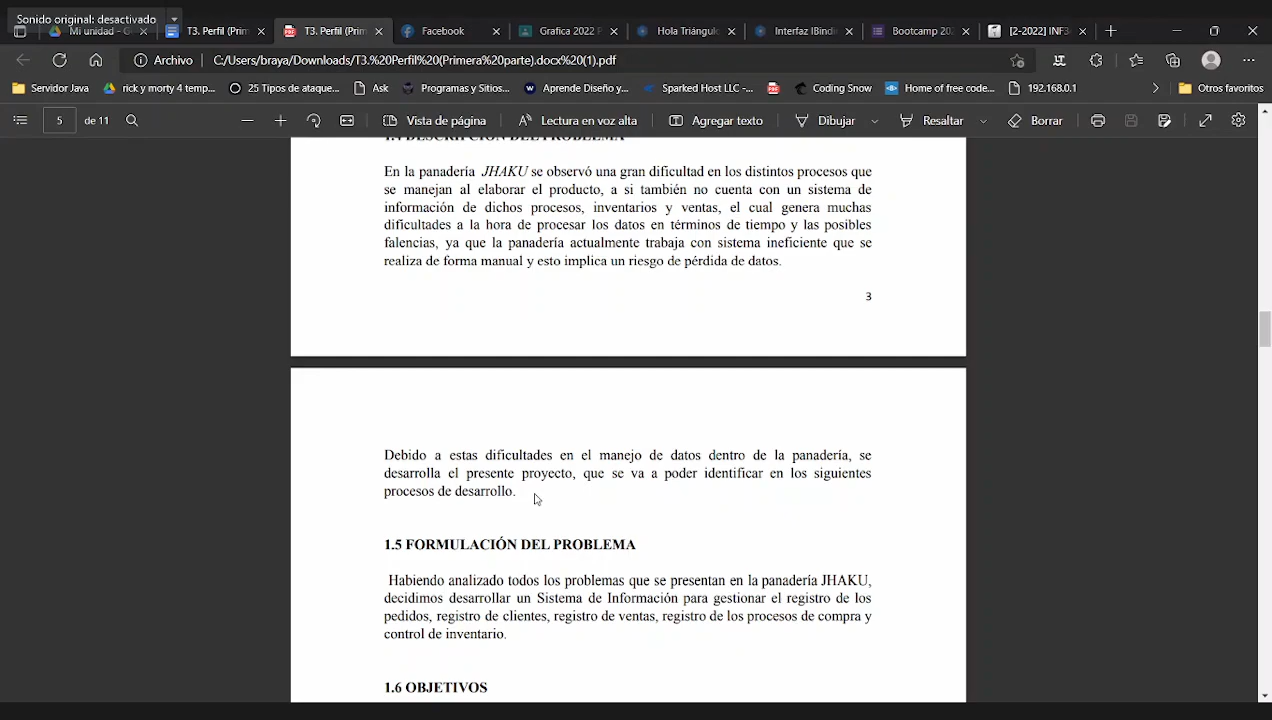 Sonido original: desactivado
Mi unidad - G
T3. Perfil (Prim
T3. Perfil (Prim
Facebook
Grafica 2022 P
Hola Triángulo
Interfaz IBindi
Bootcamp 202
[2-2022] INF3
Archivo
C:/Users/braya/Downloads/T3.%20Perfil%20(Primera%20parte).docx%20(1).pdf
Servidor Java
rick y morty 4 temp...
25 Tipos de ataque...
Ask
Programas y Sitios...
Aprende Diseño y...
Sparked Host LLC -...
Coding Snow
Home of free code...
192.168.0.1
Otros favoritos
5
de 11
Vista de página
Lectura en voz alta
Agregar texto
Dibujar
Resaltar
Borrar
1.4 DESCRIPCIÓN DEL PROBLEMA
En la panadería JHAKU se observó una gran dificultad en los distintos procesos que
se manejan al elaborar el producto, a si también no cuenta con un sistema de
información de dichos procesos, inventarios y ventas, el cual genera muchas
dificultades a la hora de procesar los datos en términos de tiempo y las posibles
falencias, ya que la panadería actualmente trabaja con sistema ineficiente que se
realiza de forma manual y esto implica un riesgo de pérdida de datos.
3
Debido a estas dificultades en el manejo de datos dentro de la panadería, se
desarrolla el presente proyecto, que se va a poder identificar en los siguientes
procesos de desarrollo.
1.5 FORMULACIÓN DEL PROBLEMA
Habiendo analizado todos los problemas que se presentan en la panadería JHAKU,
decidimos desarrollar un Sistema de Información para gestionar el registro de los
pedidos, registro de clientes, registro de ventas, registro de los procesos de compra y
control de inventario.
1.6 OBJETIVOS